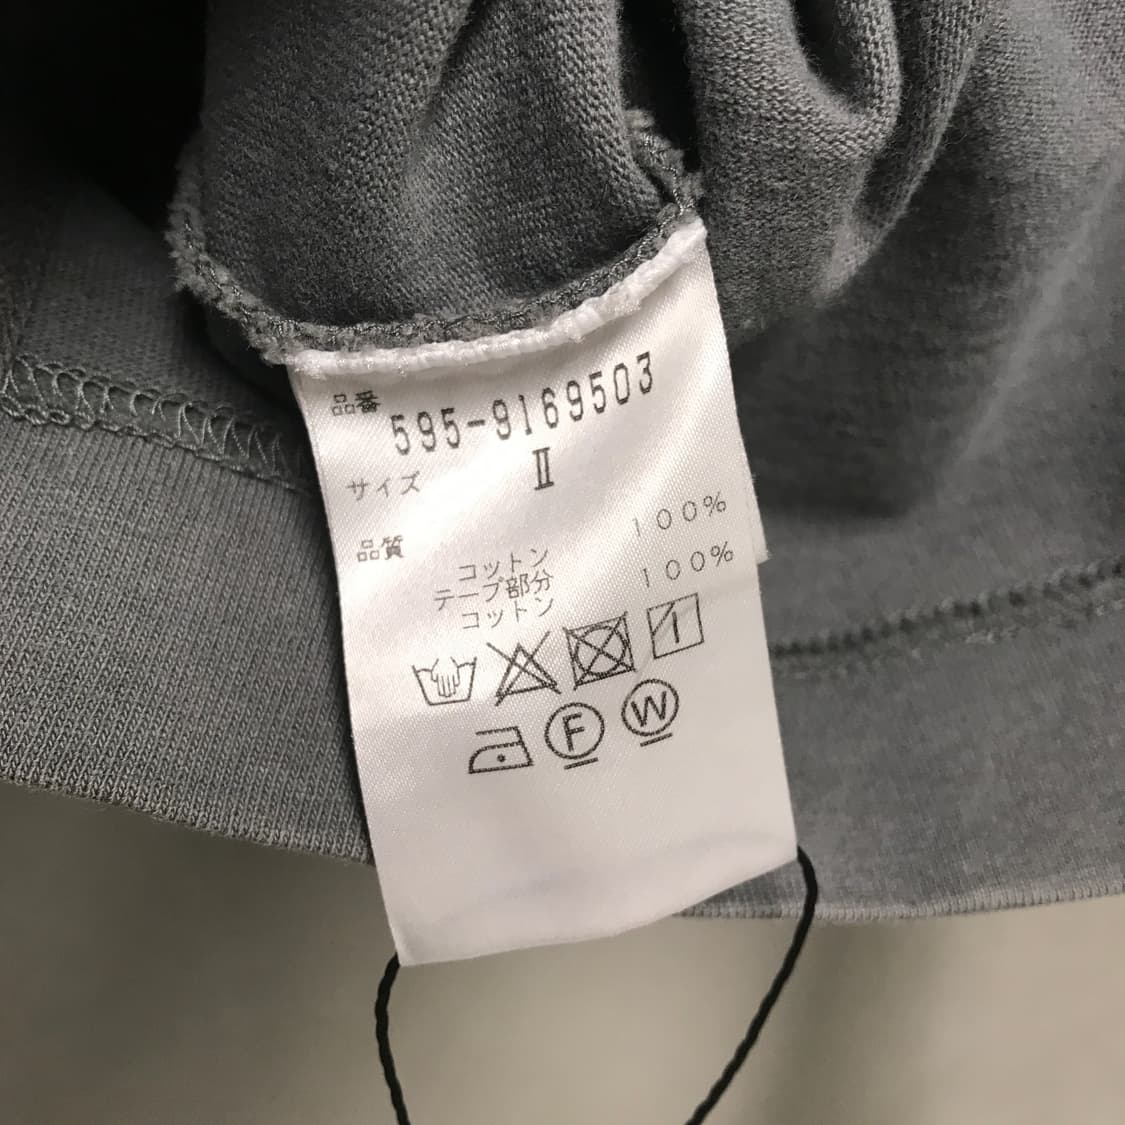 品番 595-9169503
サイズ Ⅱ
品質
コットン 100%
テープ部分
コットン 100%
F W